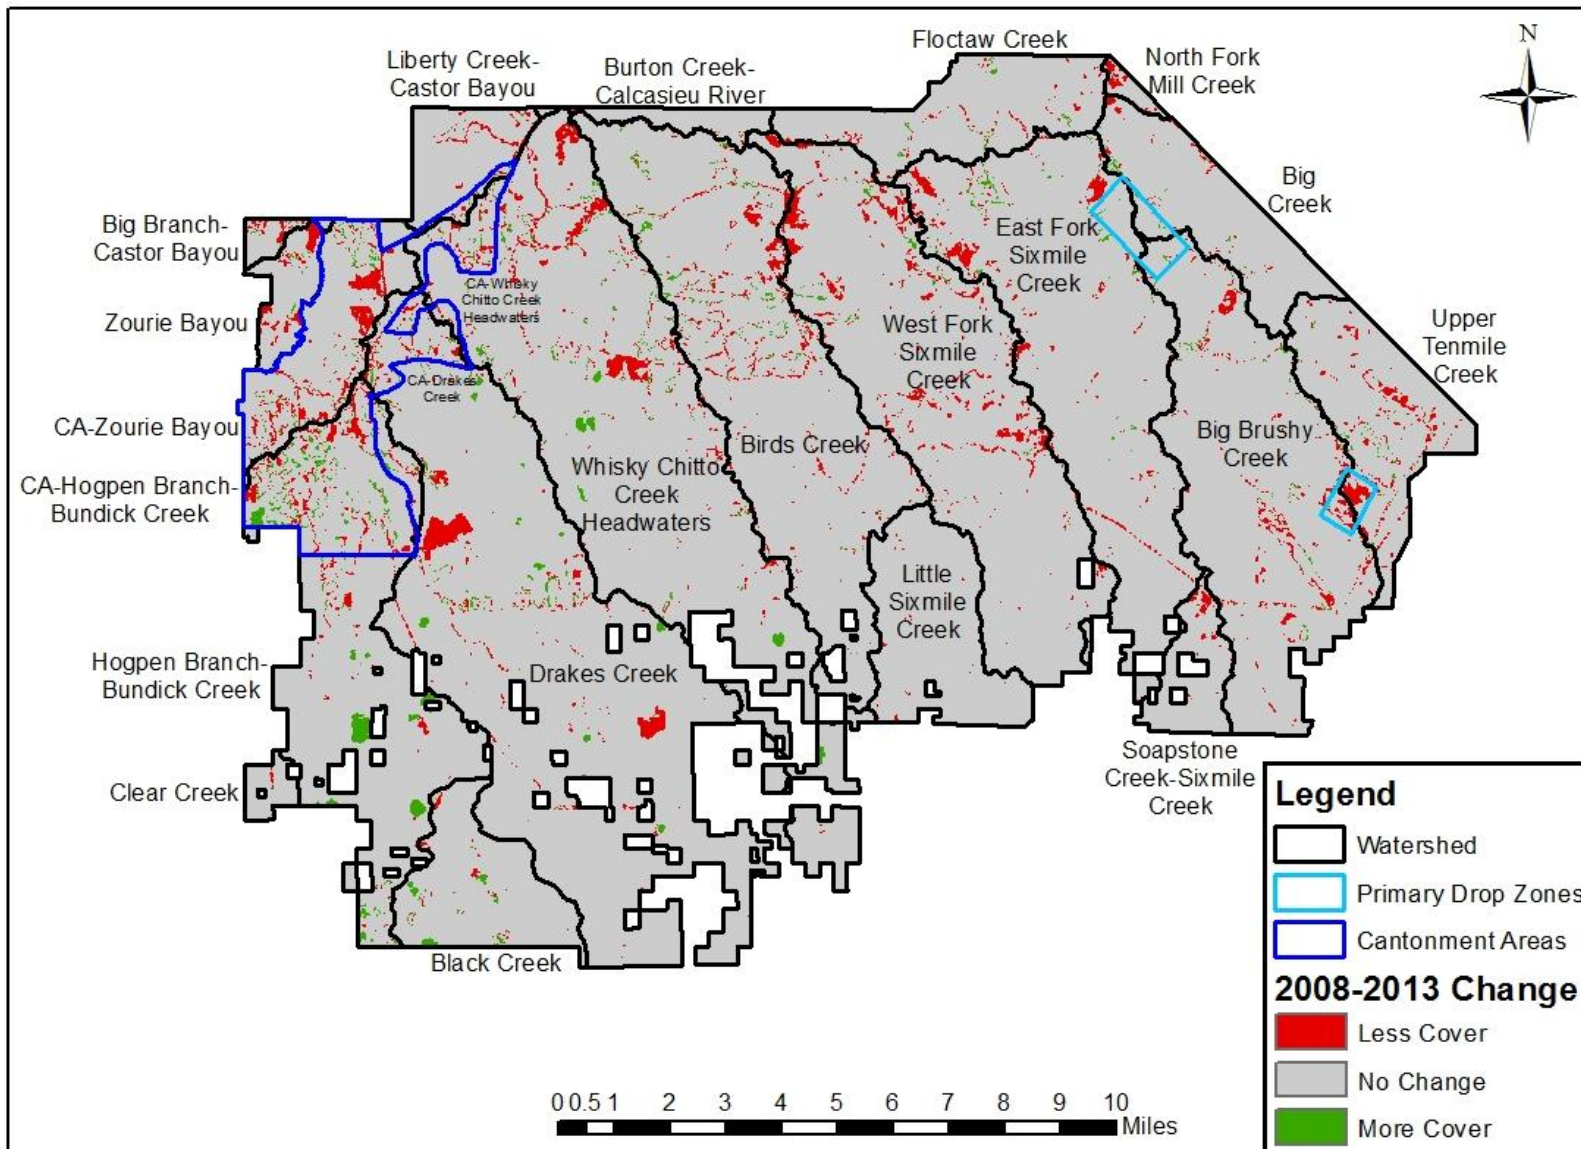 Floctaw Creek
N
Liberty Creek-
Castor Bayou
Burton Creek-
Calcasieu River
North Fork
Mill Creek
Big
Creek
Big Branch-
Castor Bayou
East Fork
Sixmile
Creek
CA-Whisky
Chitto Creek
Headwaters
Zourie Bayou
West Fork
Sixmile
Creek
Upper
Tenmile
Creek
CA-Drakes
Creek
CA-Zourie Bayou
Birds Creek
Big Brushy
Creek
CA-Hogpen Branch-
Bundick Creek
Whisky Chitto
Creek
Headwaters
Little
Sixmile
Creek
Hogpen Branch-
Bundick Creek
Drakes Creek
Clear Creek
Soapstone
Creek-Sixmile
Creek
Black Creek
Legend
Watershed
Primary Drop Zones
Cantonment Areas
2008-2013 Change
Less Cover
No Change
More Cover
0 0.5 1 2 3 4 5 6 7 8 9 10
Miles